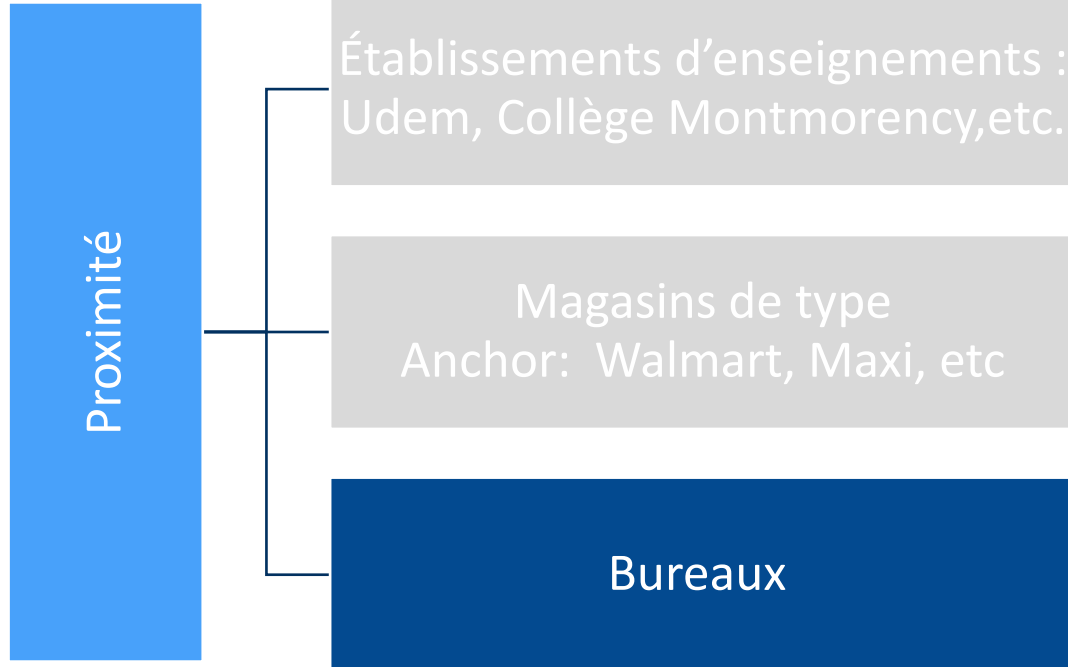 Proximité
Établissements d’enseignements :
Udem, Collège Montmorency,etc.
Magasins de type
Anchor:  Walmart, Maxi, etc
Bureaux